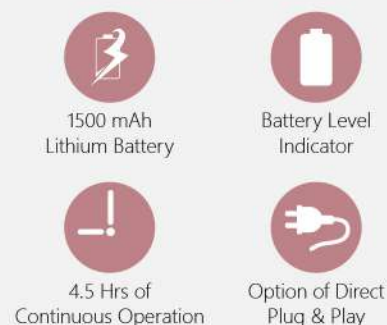 1500 mAh
Lithium Battery
Battery Level
Indicator
4.5 Hrs of
Continuous Operation
Option of Direct
Plug & Play